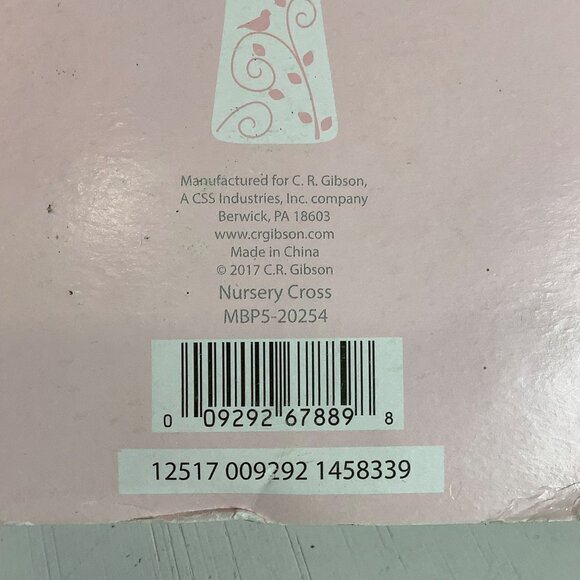 Manufactured for C. R. Gibson,
A CSS Industries, Inc. company
Berwick, PA 18603
www.crgibson.com
Made in China
© 2017 C.R. Gibson
Nursery Cross
MBP5-20254
0 09292 67889 8
12517 009292 1458339